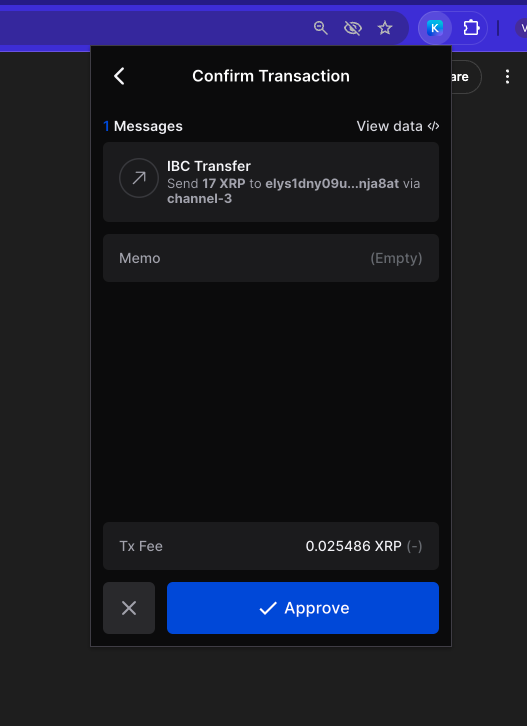 K
are
Confirm Transaction
1 Messages
View data </>
IBC Transfer
Send 17 XRP to elys1dny09u...nja8at via
channel-3
Memo
(Empty)
Tx Fee
0.025486 XRP (-)
Approve